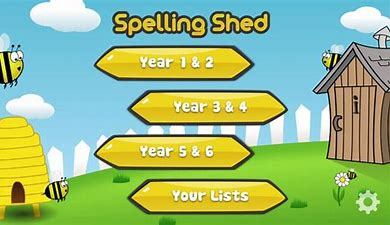 Spelling Shed
Year 1 & 2
Year 3 & 4
Year 5 & 6
Your Lists